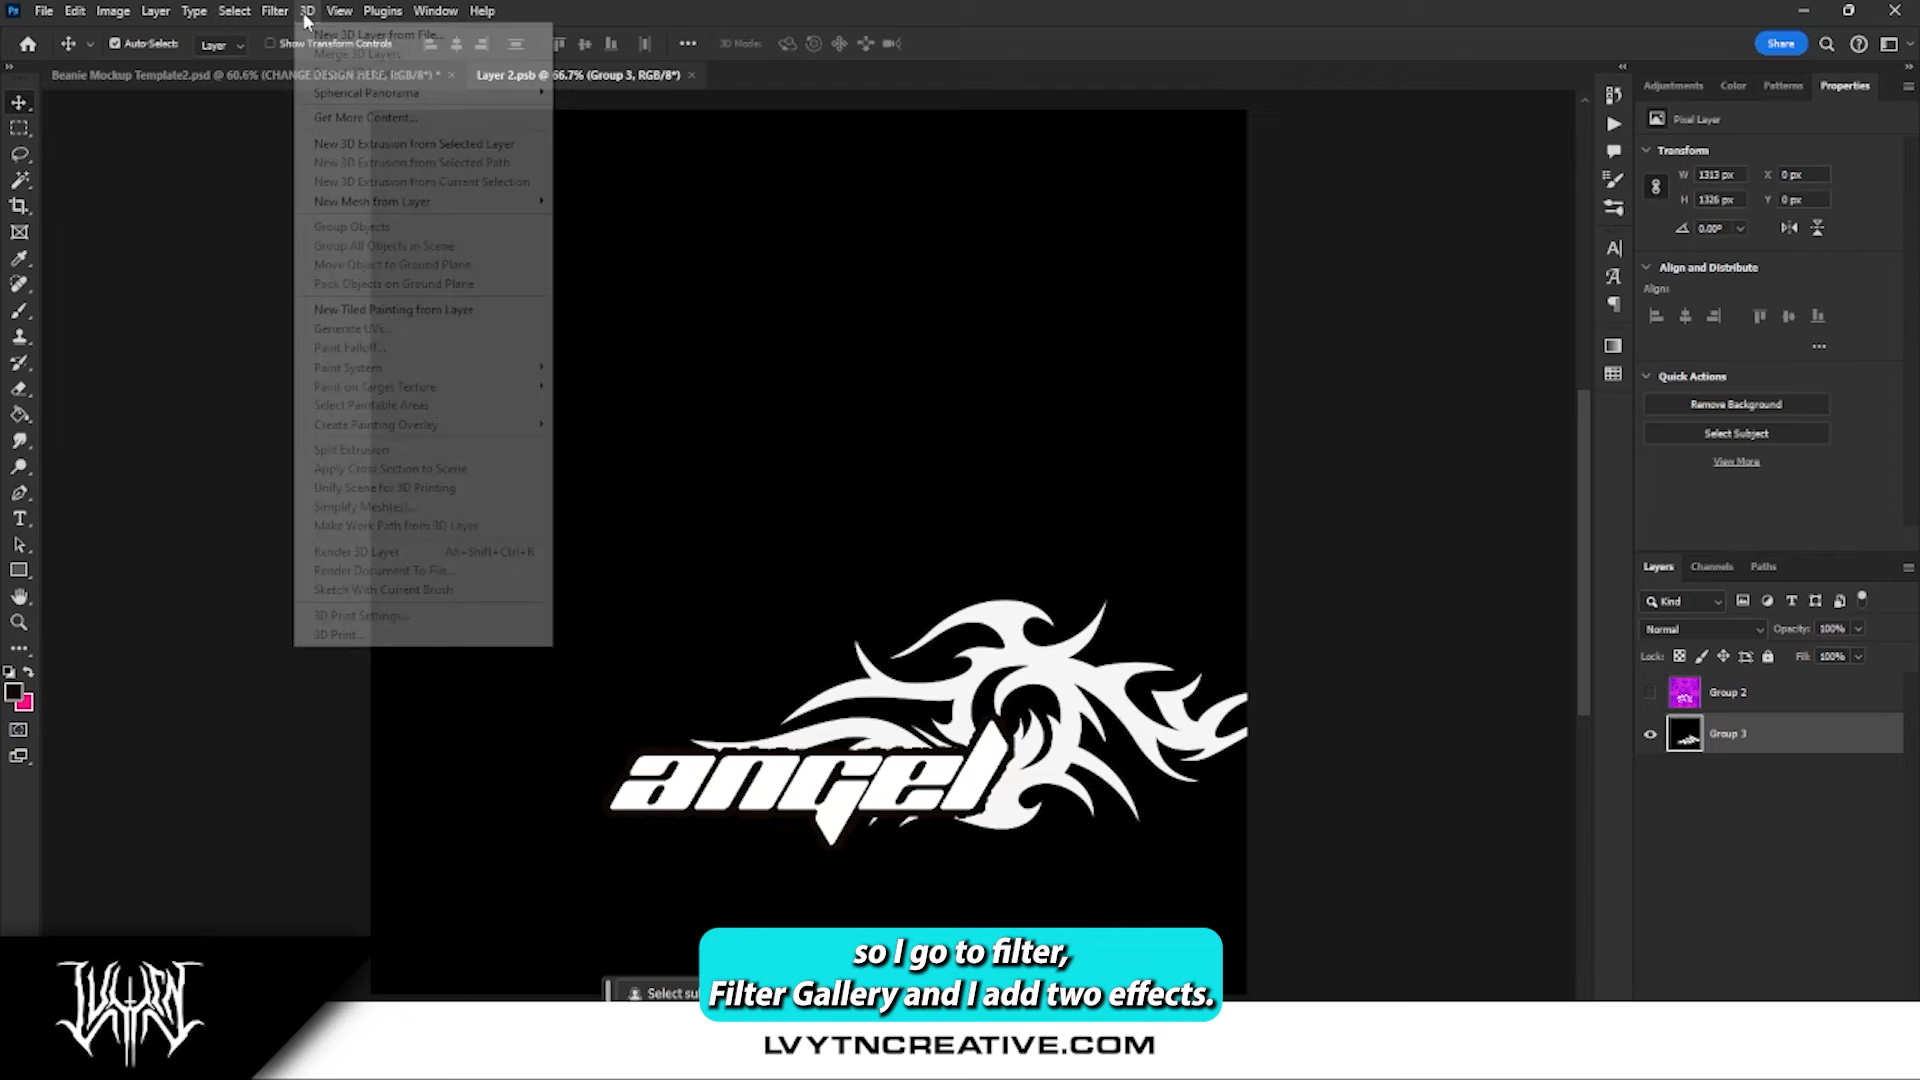 Ps File Edit Image Layer Type Select Filter 3D View Plugins Window Help
Auto-Select: Layer Show Transform Controls 3D Mode: Share
Beanie Mockup Template2.psd @ 60.6% (CHANGE DESIGN HERE, RGB/8*) * Layer 2.psb @ 66.7% (Group 3, RGB/8*)
New 3D Layer from File...
Merge 3D Layers
Spherical Panorama
Get More Content...
New 3D Extrusion from Selected Layer
New 3D Extrusion from Selected Path
New 3D Extrusion from Current Selection
New Mesh from Layer
Group Objects
Group All Objects in Scene
Move Object to Ground Plane
Pack Objects on Ground Plane
New Tiled Painting from Layer
Generate UVs...
Paint Falloff...
Paint System
Paint on Target Texture
Select Paintable Areas
Create Painting Overlay
Split Extrusion
Apply Cross Section to Scene
Unify Scene for 3D Printing
Simplify Mesh(es)...
Make Work Path from 3D Layer
Render 3D Layer Alt+Shift+Ctrl+R
Render Document To File...
Sketch With Current Brush
3D Print Settings...
3D Print...
Adjustments Color Patterns Properties
Pixel Layer
Transform
W 1313 px X 0 px
H 1326 px Y 0 px
0.00°
Align and Distribute
Align:
Quick Actions
Remove Background
Select Subject
View More
Layers Channels Paths
Kind
Normal Opacity: 100%
Lock: Fill: 100%
Group 2
Group 3
angel
Select su
so I go to filter,
Filter Gallery and I add two effects.
LVYTN
LVYTNCREATIVE.COM